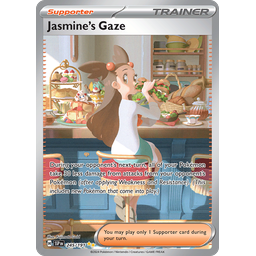 Supporter
TRAINER
Jasmine's Gaze
During your opponent's next turn, all of your Pokémon
take 30 less damage from attacks from your opponent's
Pokémon (after applying Weakness and Resistance). (This
includes new Pokémon that come into play.)
You may play only 1 Supporter card during
your turn.